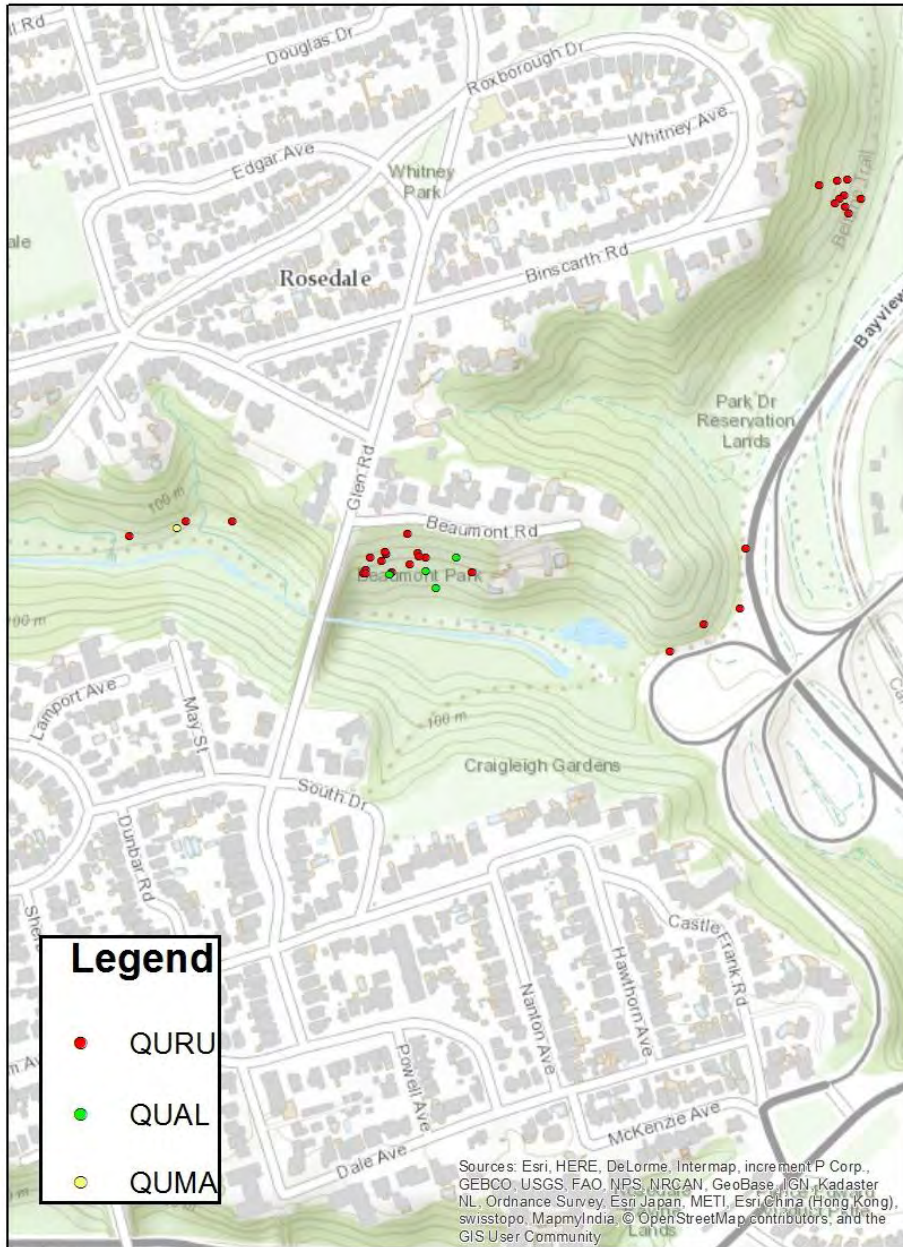 Rd
Douglas Dr
Roxborough Dr
Whitney Ave
Edgar Ave
Whitney
Park
Rosedale
Binscarth Rd
Bayview
Park Dr
Reservation
Lands
Glen Rd
Beaumont Rd
100 m
Beaumont Park
100 m
Lamport Ave
May St
100 m
Craigleigh Gardens
South Dr
Dunbar Rd
Castle Frank Rd
Hawthorn Ave
Nanton Ave
Powell Ave
McKenzie Ave
Dale Ave
Legend
QURU
QUAL
QUMA
Sources: Esri, HERE, DeLorme, Intermap, increment P Corp.,
GEBCO, USGS, FAO, NPS, NRCAN, GeoBase, IGN, Kadaster
NL, Ordnance Survey, Esri Japan, METI, Esri China (Hong Kong),
swisstopo, MapmyIndia, © OpenStreetMap contributors, and the
GIS User Community